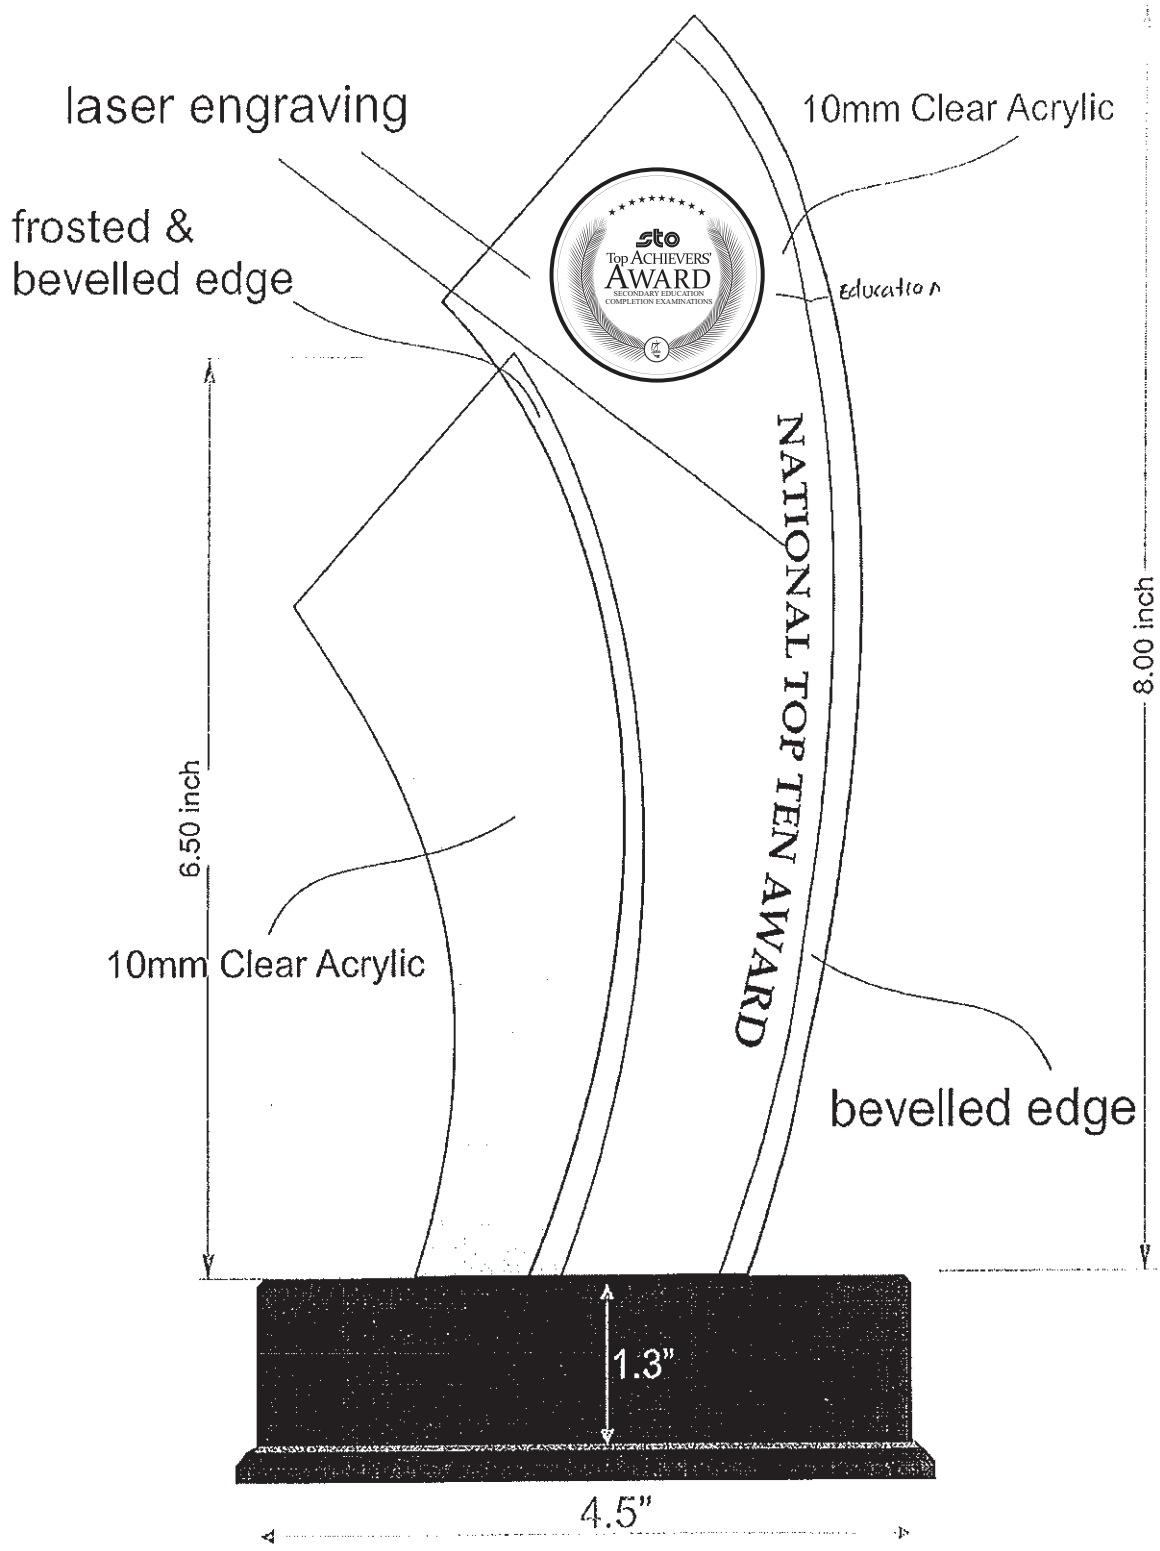 laser engraving
10mm Clear Acrylic
frosted &
bevelled edge
sto
Top ACHIEVERS'
AWARD
SECONDARY EDUCATION
COMPLETION EXAMINATIONS
Education
NATIONAL TOP TEN AWARD
8.00 inch
6.50 inch
10mm Clear Acrylic
bevelled edge
1.3”
4.5”